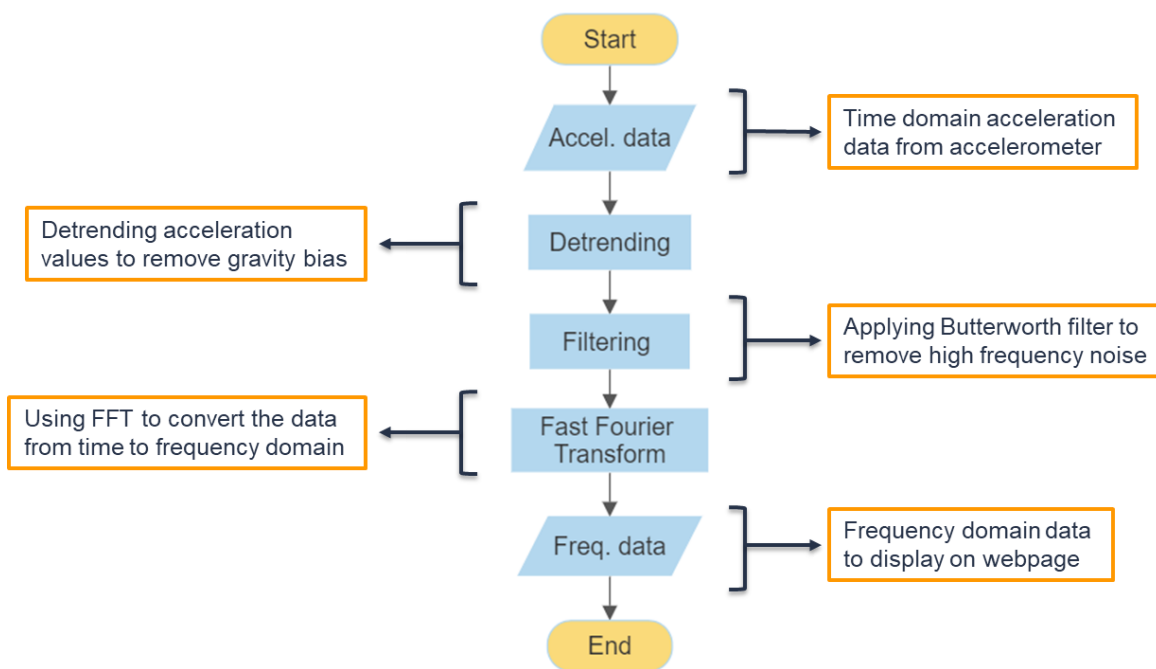 Start
Accel. data
Time domain acceleration
data from accelerometer
Detrending acceleration
values to remove gravity bias
Detrending
Filtering
Applying Butterworth filter to
remove high frequency noise
Using FFT to convert the data
from time to frequency domain
Fast Fourier
Transform
Freq. data
Frequency domain data
to display on webpage
End